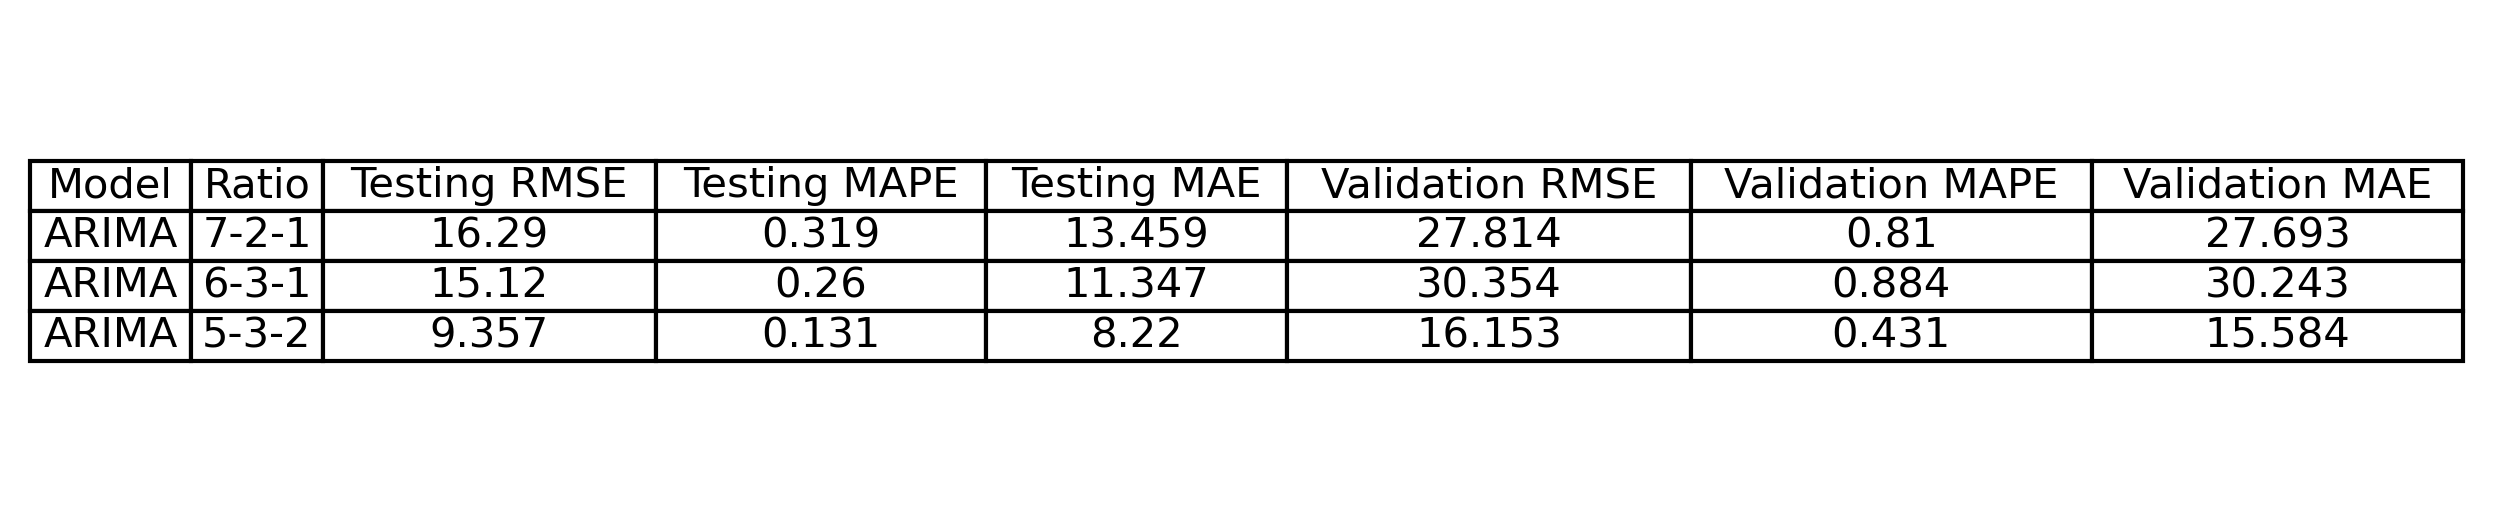 Model Ratio Testing RMSE Testing MAPE Testing MAE Validation RMSE Validation MAPE Validation MAE
ARIMA 7-2-1 16.29 0.319 13.459 27.814 0.81 27.693
ARIMA 6-3-1 15.12 0.26 11.347 30.354 0.884 30.243
ARIMA 5-3-2 9.357 0.131 8.22 16.153 0.431 15.584